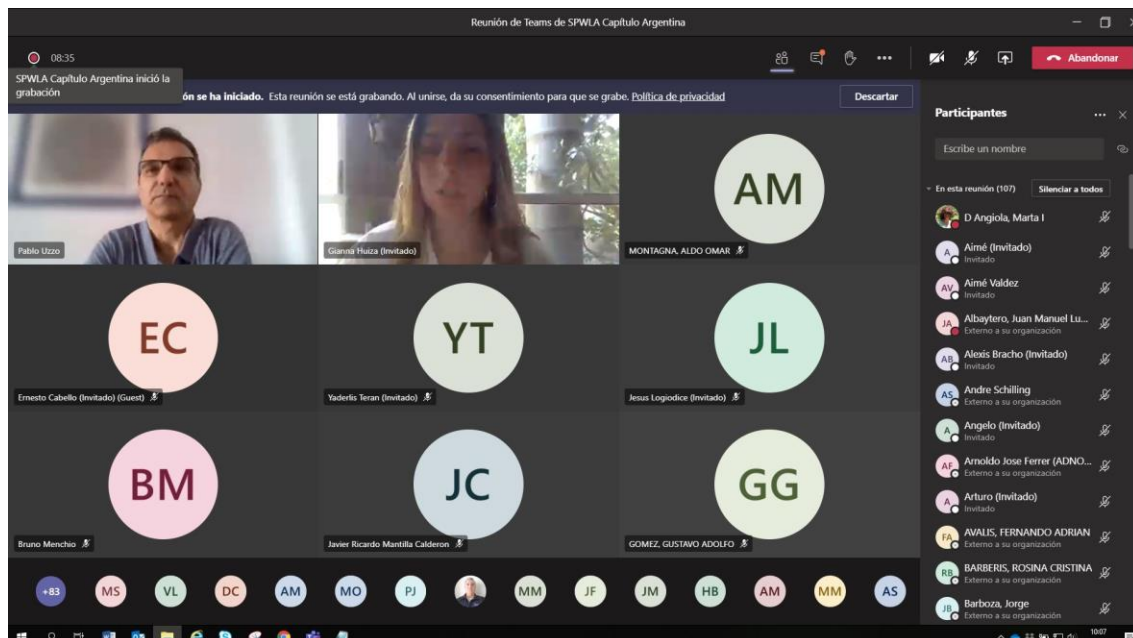 Reunión de Teams de SPWLA Capítulo Argentina
08:35
Abandonar
SPWLA Capítulo Argentina inició la
grabación
ón se ha iniciado. Esta reunión se está grabando. Al unirse, da su consentimiento para que se grabe. Política de privacidad
Descartar
Pablo Uzzo
Gianna Huiza (Invitado)
AM
MONTAGNA, ALDO OMAR
EC
Ernesto Cabello (Invitado) (Guest)
YT
Yaderlis Teran (Invitado)
JL
Jesus Logiodice (Invitado)
BM
Bruno Menchio
JC
Javier Ricardo Mantilla Calderon
GG
GOMEZ, GUSTAVO ADOLFO
+83
MS
VL
DC
AM
MO
PJ
MM
JF
JM
HB
AM
MM
AS
Participantes
Escribe un nombre
En esta reunión (107)
Silenciar a todos
D Angiola, Marta I
A
Aimé (Invitado)
Invitado
AV
Aimé Valdez
Invitado
JA
Albaytero, Juan Manuel Lu...
Externo a su organización
AB
Alexis Bracho (Invitado)
Invitado
AS
Andre Schilling
Externo a su organización
A
Angelo (Invitado)
Invitado
AF
Arnoldo Jose Ferrer (ADNO...
Externo a su organización
A
Arturo (Invitado)
Invitado
FA
AVALIS, FERNANDO ADRIAN
Externo a su organización
RB
BARBERIS, ROSINA CRISTINA
Externo a su organización
JB
Barboza, Jorge
Externo a su organización
10:07